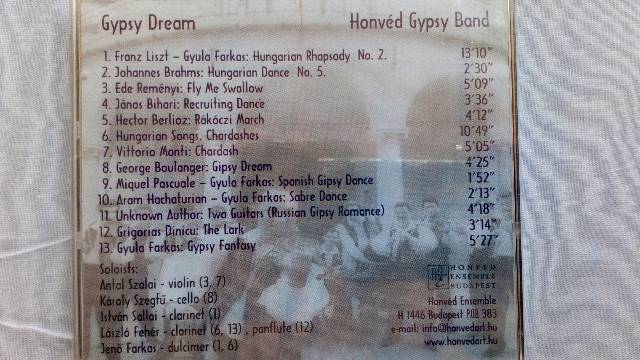 Gypsy Dream Honvéd Gypsy Band
1. Franz Liszt – Gyula Farkas: Hungarian Rhapsody No. 2. 13'10"
2. Johannes Brahms: Hungarian Dance No. 5. 2'30"
3. Ede Reményi: Fly Me Swallow 5'09"
4. János Bihari: Recruiting Dance 3'36"
5. Hector Berlioz: Rákóczi March 4'12"
6. Hungarian Songs, Chardashes 10'49"
7. Vittorio Monti: Chardash 5'05"
8. George Boulanger: Gipsy Dream 4'25"
9. Miquel Pascuale – Gyula Farkas: Spanish Gipsy Dance 1'52"
10. Aram Hachaturian – Gyula Farkas: Sabre Dance 2'13"
11. Unknown Author: Two Guitars (Russian Gipsy Romance) 4'18"
12. Grigorias Dinicu: The Lark 3'14"
13. Gyula Farkas: Gypsy Fantasy 5'27"
Soloists:
Antal Szalai - violin (3, 7)
Károly Szegfű - cello (8)
István Sallai - clarinet (1)
László Fehér - clarinet (6, 13) , panflute (12)
Jenő Farkas - dulcimer (1, 6)
HONVÉD
ENSEMBLE
BUDAPEST
Honvéd Ensemble
H 1446 Budapest P.O.B. 383
e-mail: info@honvedart.hu
www.honvedart.hu